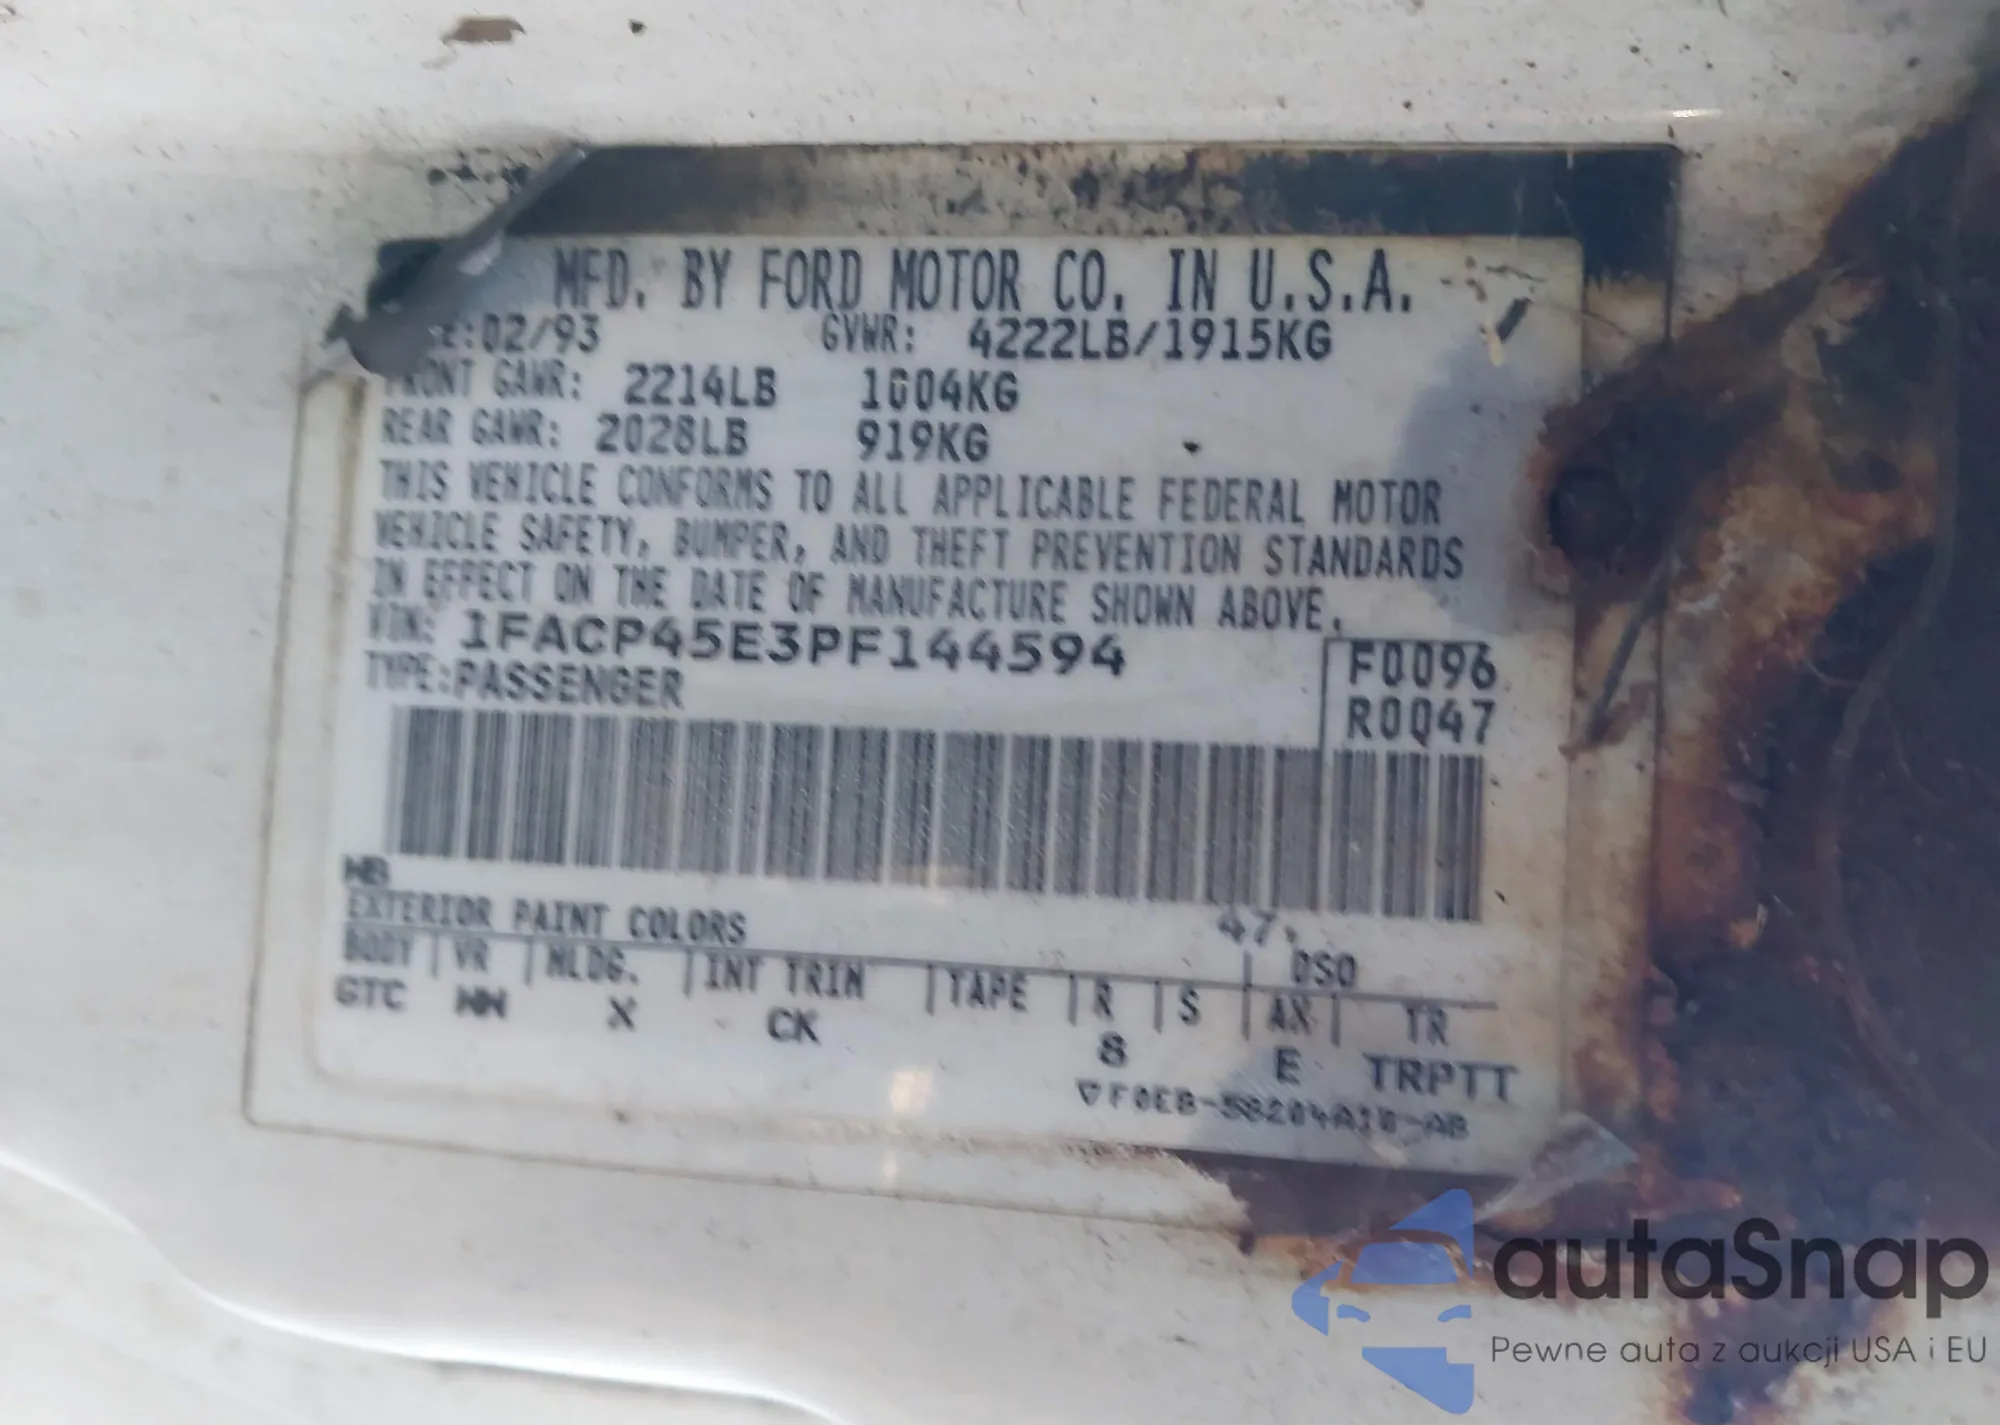 MFD. BY FORD MOTOR CO. IN U.S.A.
E:02/93 GVWR: 4222LB/1915KG
FRONT GAWR: 2214LB 1004KG
REAR GAWR: 2028LB 919KG
THIS VEHICLE CONFORMS TO ALL APPLICABLE FEDERAL MOTOR
VEHICLE SAFETY, BUMPER, AND THEFT PREVENTION STANDARDS
IN EFFECT ON THE DATE OF MANUFACTURE SHOWN ABOVE.
VIN: 1FACP45E3PF144594
TYPE:PASSENGER
F0096
R0047
WB
EXTERIOR PAINT COLORS 47 DSO
BODY | VR | MLDG. | INT TRIM | TAPE | R | S | AX | TR
GTC WW X CK 8 E TRPTT
autaSnap
Pewne auta z aukcji USA i EU